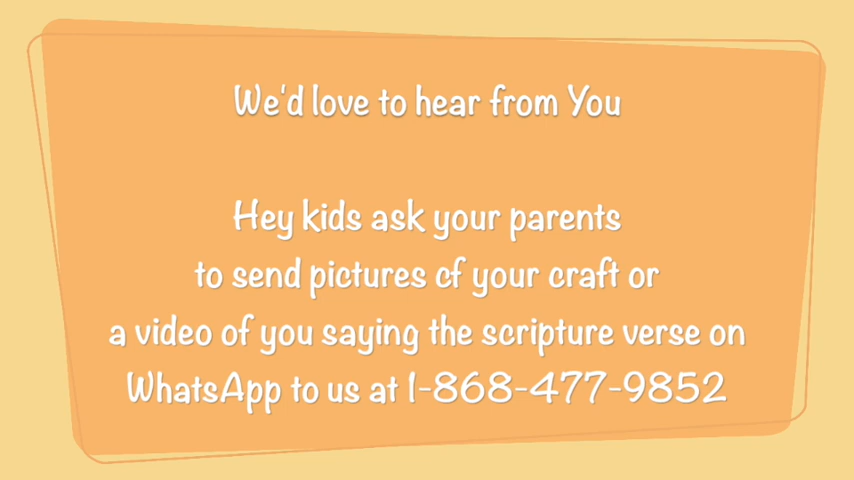 We'd love to hear from You
Hey kids ask your parents
to send pictures cf your craft or
a video of you saying the scripture verse on
WhatsApp to us at 1-868-477-9852